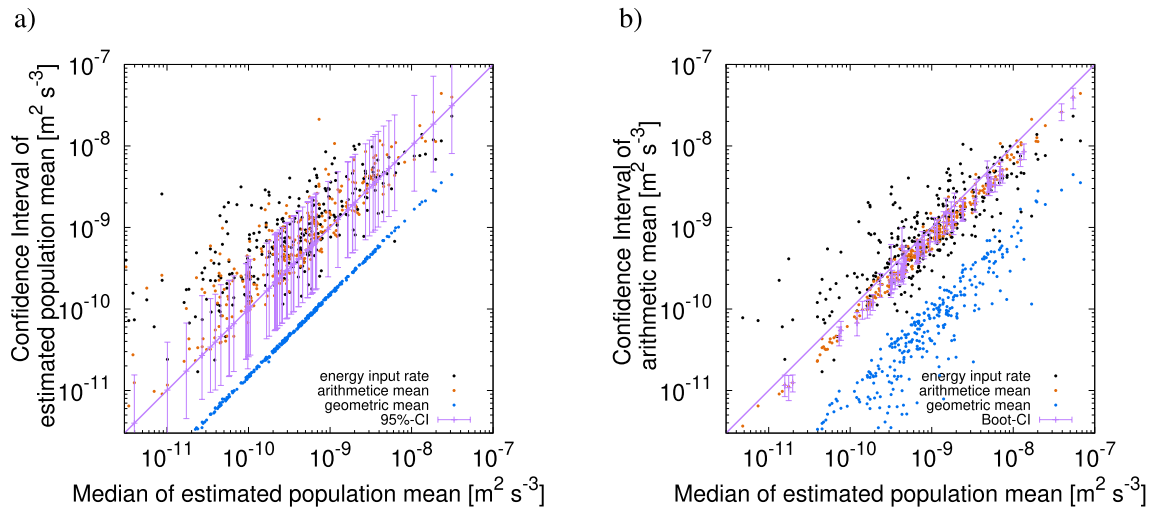 a)
Confidence Interval of
estimated population mean [m² s⁻³]
10⁻⁷
10⁻⁸
10⁻⁹
10⁻¹⁰
10⁻¹¹
energy input rate
arithmetice mean
geometric mean
95%-CI
10⁻¹¹ 10⁻¹⁰ 10⁻⁹ 10⁻⁸ 10⁻⁷
Median of estimated population mean [m² s⁻³]
b)
Confidence Interval of
arithmetic mean [m² s⁻³]
10⁻⁷
10⁻⁸
10⁻⁹
10⁻¹⁰
10⁻¹¹
energy input rate
arithmetice mean
geometric mean
Boot-CI
10⁻¹¹ 10⁻¹⁰ 10⁻⁹ 10⁻⁸ 10⁻⁷
Median of estimated population mean [m² s⁻³]